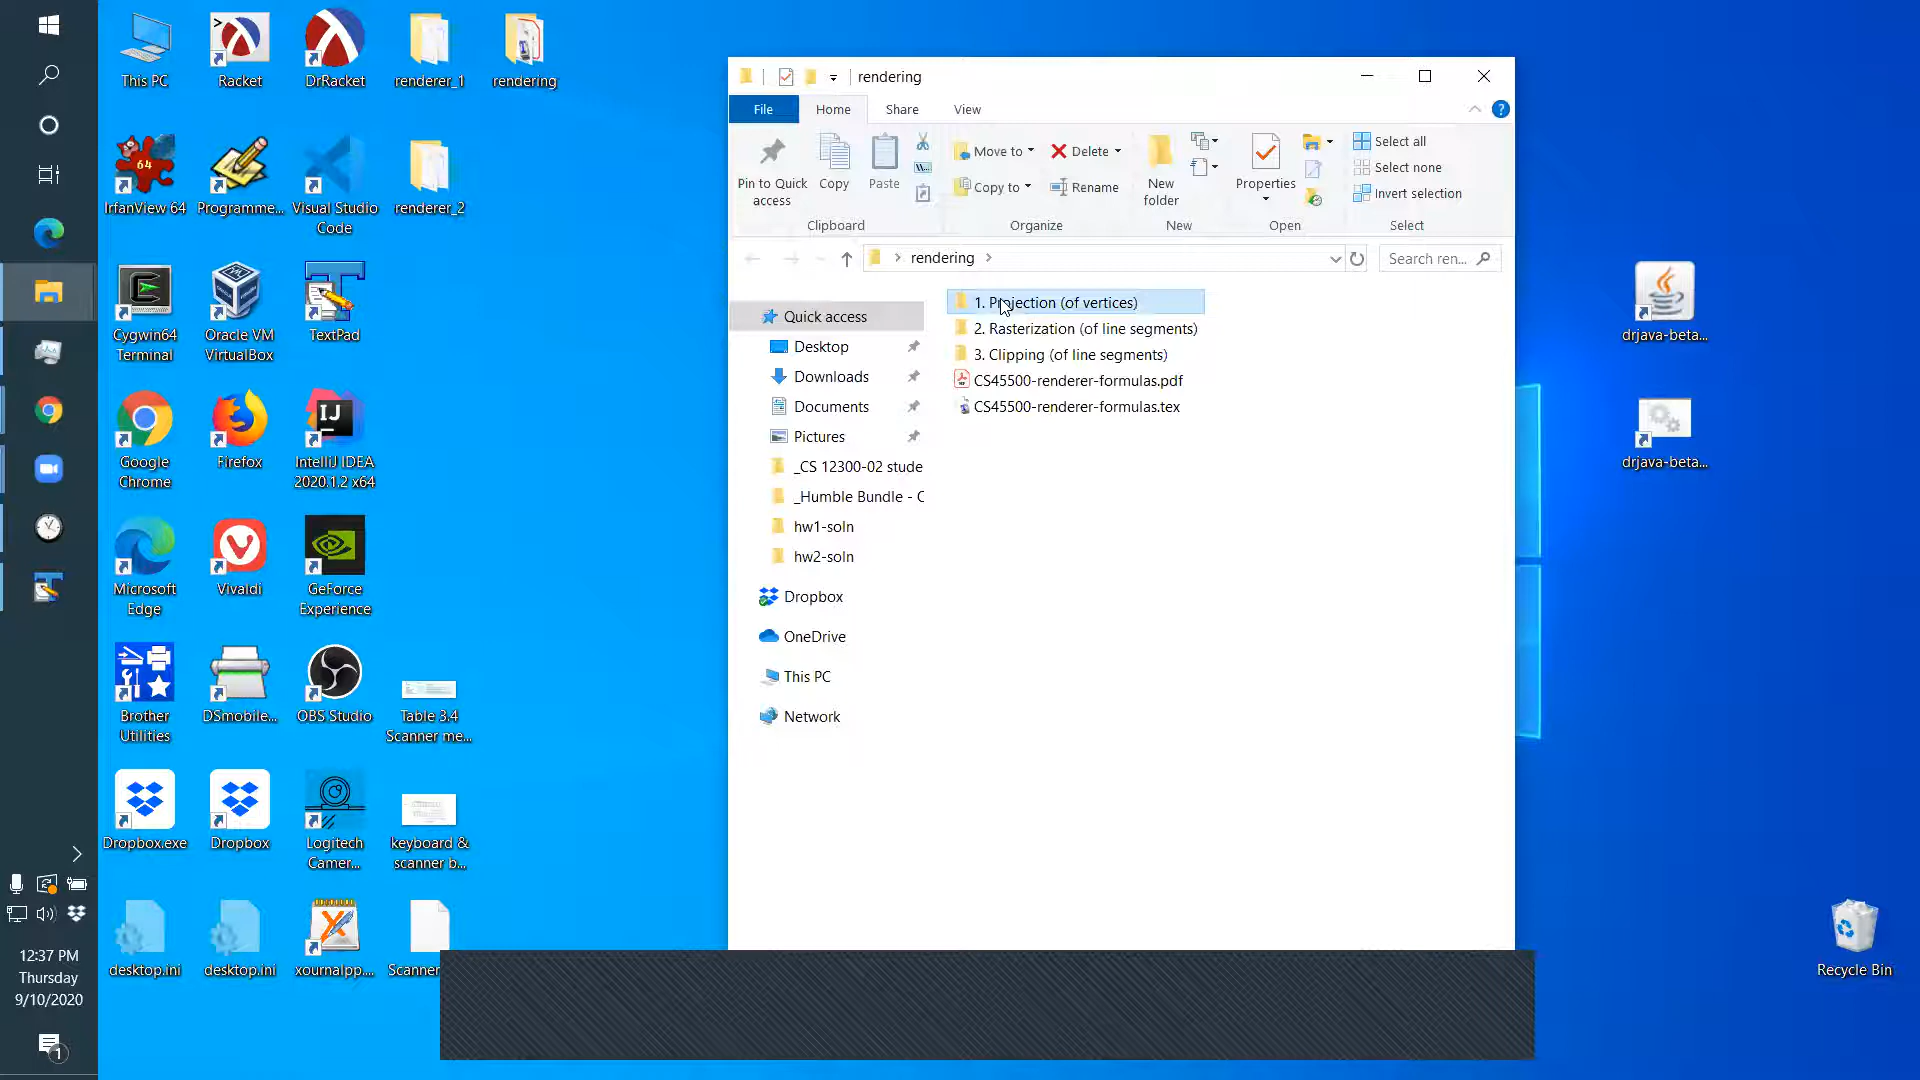 This PC
Racket
DrRacket
renderer_1
rendering
IrfanView 64
Programme...
Visual Studio
Code
renderer_2
Cygwin64
Terminal
Oracle VM
VirtualBox
TextPad
Google
Chrome
Firefox
IntelliJ IDEA
2020.1.2 x64
Microsoft
Edge
Vivaldi
GeForce
Experience
Brother
Utilities
DSmobile...
OBS Studio
Table 3.4
Scanner me...
Dropbox.exe
Dropbox
Logitech
Camer...
keyboard &
scanner b...
desktop.ini
desktop.ini
xournalpp....
Scanner
12:37 PM
Thursday
9/10/2020
1
rendering
File
Home
Share
View
Pin to Quick
access
Copy
Paste
Clipboard
Move to
Copy to
Delete
Rename
Organize
New
folder
New
Properties
Open
Select all
Select none
Invert selection
Select
rendering
Search ren...
Quick access
Desktop
Downloads
Documents
Pictures
_CS 12300-02 stude
_Humble Bundle - C
hw1-soln
hw2-soln
Dropbox
OneDrive
This PC
Network
1. Projection (of vertices)
2. Rasterization (of line segments)
3. Clipping (of line segments)
CS45500-renderer-formulas.pdf
CS45500-renderer-formulas.tex
drjava-beta...
drjava-beta...
Recycle Bin